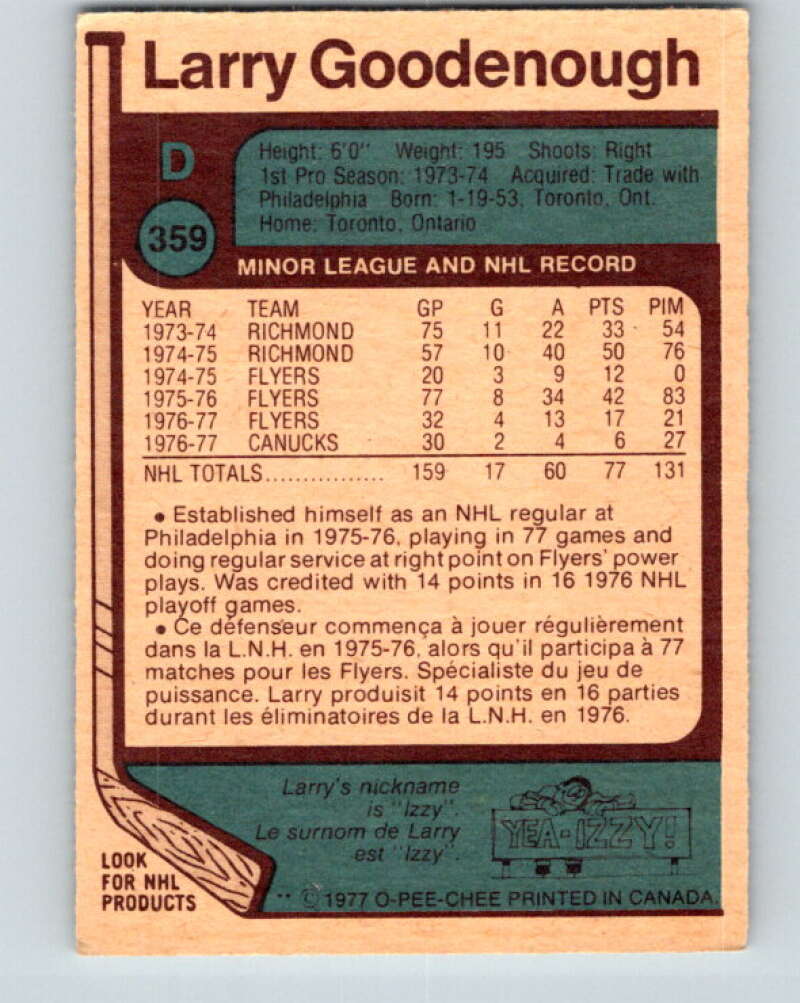 Larry Goodenough
D
359
Height: 6'0" Weight: 195 Shoots: Right
1st Pro Season: 1973-74 Acquired: Trade with
Philadelphia Born: 1-19-53, Toronto, Ont.
Home: Toronto, Ontario
MINOR LEAGUE AND NHL RECORD
YEAR TEAM GP G A PTS PIM
1973-74 RICHMOND 75 11 22 33 54
1974-75 RICHMOND 57 10 40 50 76
1974-75 FLYERS 20 3 9 12 0
1975-76 FLYERS 77 8 34 42 83
1976-77 FLYERS 32 4 13 17 21
1976-77 CANUCKS 30 2 4 6 27
NHL TOTALS................ 159 17 60 77 131
• Established himself as an NHL regular at
Philadelphia in 1975-76, playing in 77 games and
doing regular service at right point on Flyers' power
plays. Was credited with 14 points in 16 1976 NHL
playoff games.
• Ce défenseur commença à jouer régulièrement
dans la L.N.H. en 1975-76, alors qu'il participa à 77
matches pour les Flyers. Spécialiste du jeu de
puissance. Larry produisit 14 points en 16 parties
durant les éliminatoires de la L.N.H. en 1976.
Larry's nickname
is "Izzy".
Le surnom de Larry
est "Izzy".
YEA-IZZY!
LOOK
FOR NHL
PRODUCTS
** © 1977 O-PEE-CHEE PRINTED IN CANADA.